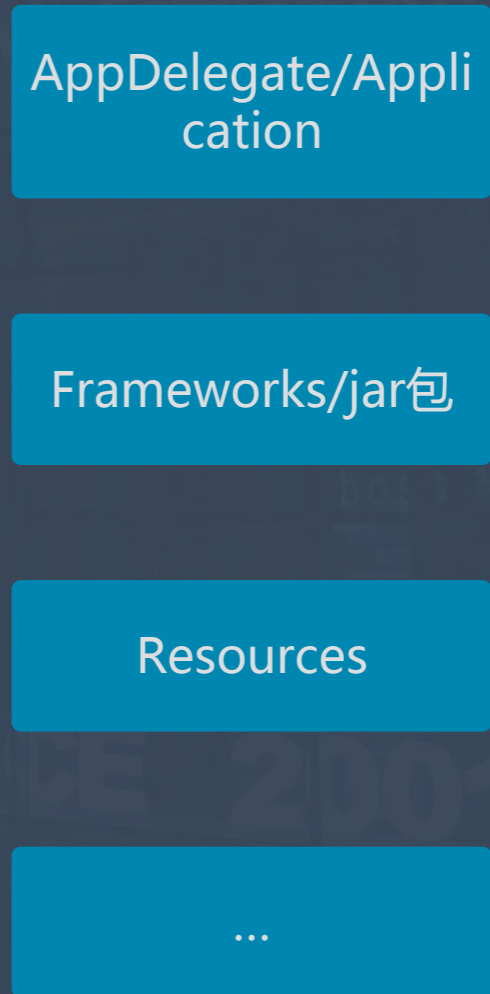 AppDelegate/Appli
cation
Frameworks/jar包
Resources
...